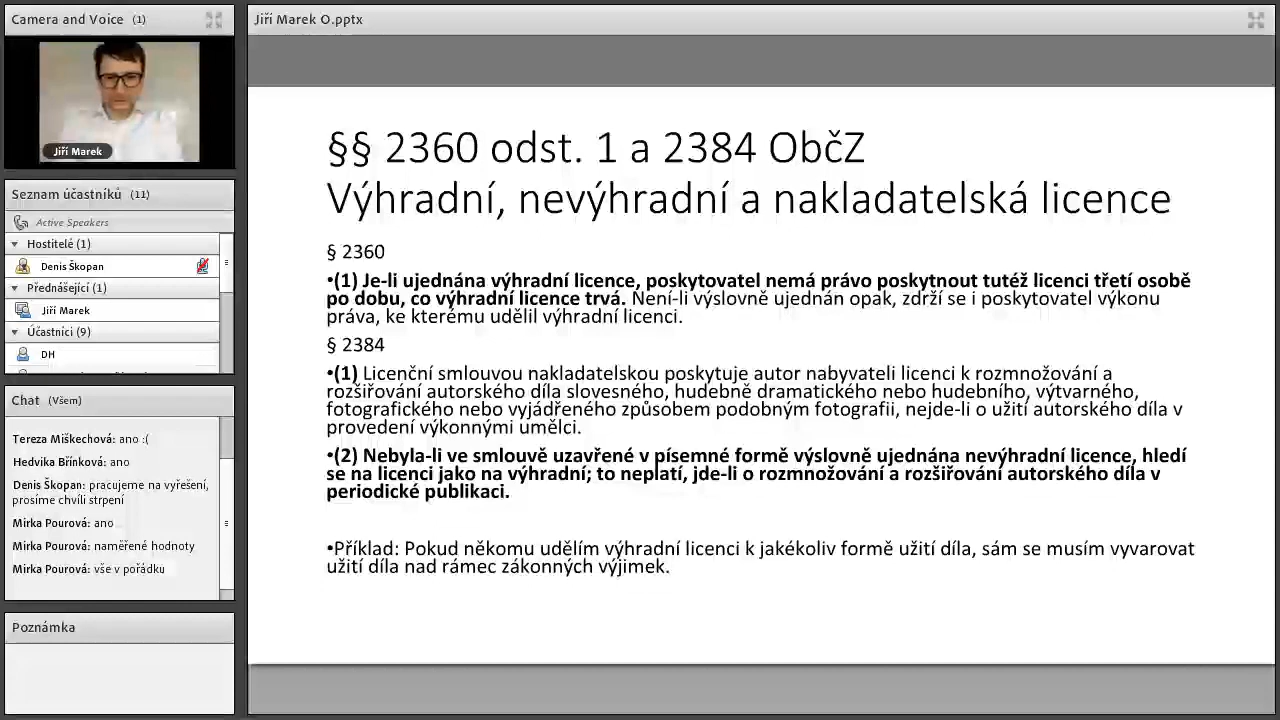 Camera and Voice (1)
Jiří Marek
Seznam účastníků (11)
Active Speakers
Hostitelé (1)
Denis Škopan
Přednášející (1)
Jiří Marek
Účastníci (9)
DH
Chat (Všem)
Tereza Miškechová: ano :(
Hedvika Břínková: ano
Denis Škopan: pracujeme na vyřešení,
prosíme chvíli strpení
Mirka Pourová: ano
Mirka Pourová: naměřené hodnoty
Mirka Pourová: vše v pořádku
Poznámka
Jiří Marek O.pptx
§§ 2360 odst. 1 a 2384 ObčZ
Výhradní, nevýhradní a nakladatelská licence
§ 2360
•(1) Je-li ujednána výhradní licence, poskytovatel nemá právo poskytnout tutéž licenci třetí osobě
po dobu, co výhradní licence trvá. Není-li výslovně ujednán opak, zdrží se i poskytovatel výkonu
práva, ke kterému udělil výhradní licenci.
§ 2384
•(1) Licenční smlouvou nakladatelskou poskytuje autor nabyvateli licenci k rozmnožování a
rozšiřování autorského díla slovesného, hudebně dramatického nebo hudebního, výtvarného,
fotografického nebo vyjádřeného způsobem podobným fotografii, nejde-li o užití autorského díla v
provedení výkonnými umělci.
•(2) Nebyla-li ve smlouvě uzavřené v písemné formě výslovně ujednána nevýhradní licence, hledí
se na licenci jako na výhradní; to neplatí, jde-li o rozmnožování a rozšiřování autorského díla v
periodické publikaci.
•Příklad: Pokud někomu udělím výhradní licenci k jakékoliv formě užití díla, sám se musím vyvarovat
užití díla nad rámec zákonných výjimek.